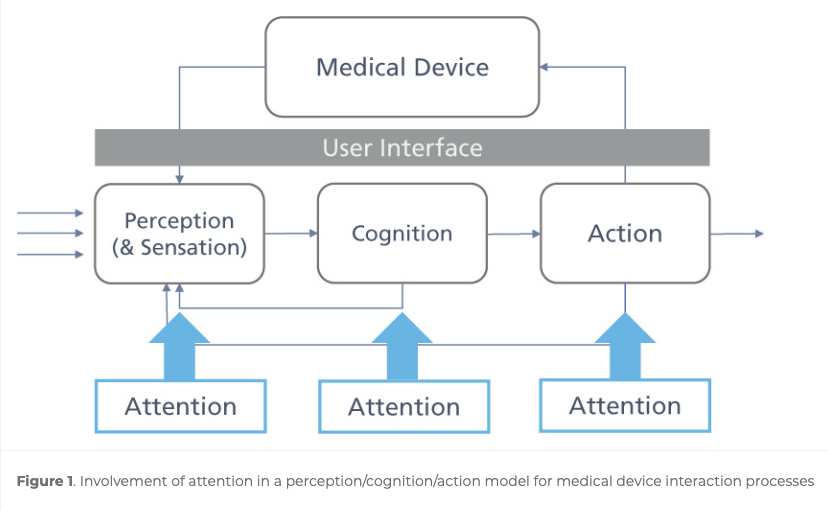 Medical Device
User Interface
Perception
(& Sensation)
Cognition
Action
Attention
Attention
Attention
Figure 1. Involvement of attention in a perception/cognition/action model for medical device interaction processes